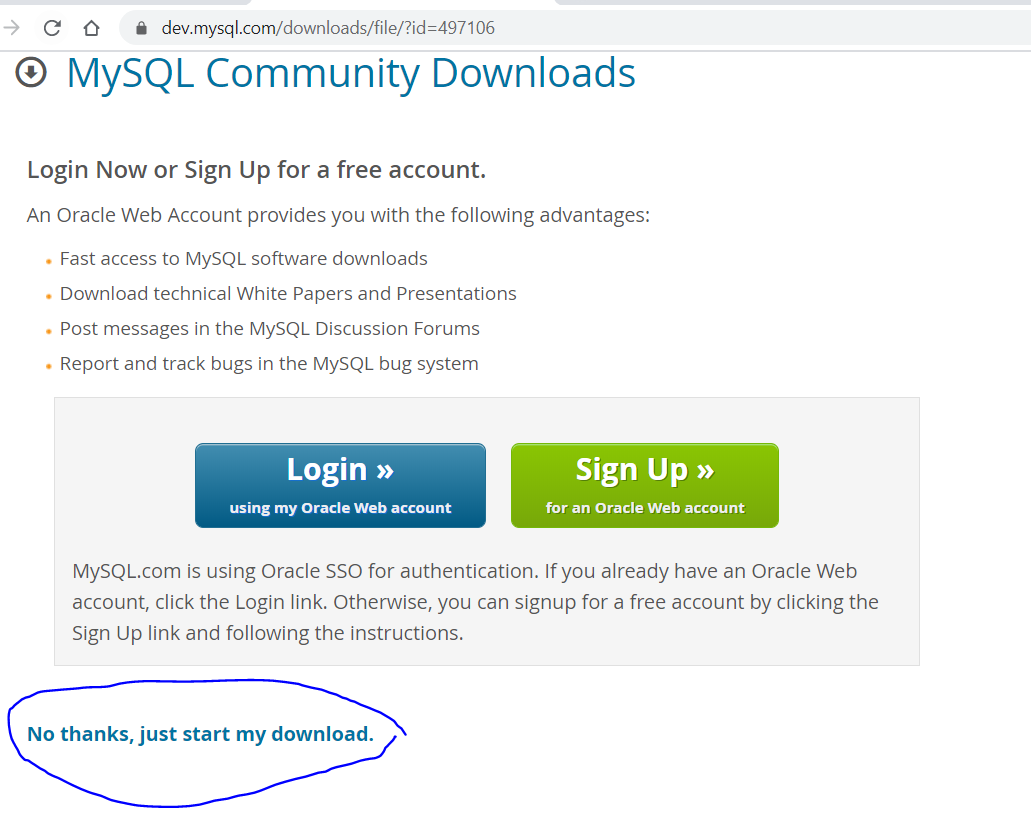 dev.mysql.com/downloads/file/?id=497106
MySQL Community Downloads
Login Now or Sign Up for a free account.
An Oracle Web Account provides you with the following advantages:
Fast access to MySQL software downloads
Download technical White Papers and Presentations
Post messages in the MySQL Discussion Forums
Report and track bugs in the MySQL bug system
Login »
using my Oracle Web account
Sign Up »
for an Oracle Web account
MySQL.com is using Oracle SSO for authentication. If you already have an Oracle Web
account, click the Login link. Otherwise, you can signup for a free account by clicking the
Sign Up link and following the instructions.
No thanks, just start my download.